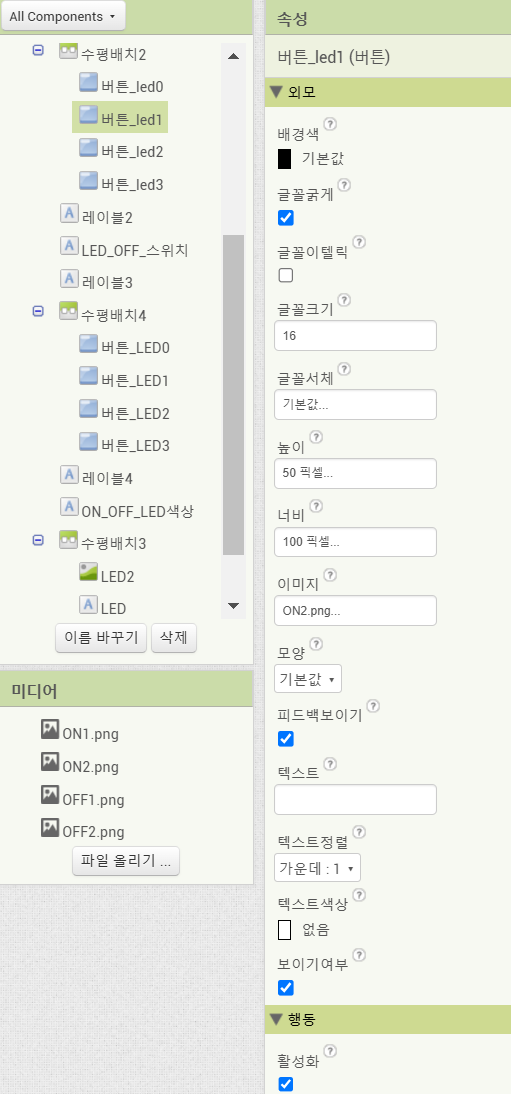 All Components
수평배치2
버튼_led0
버튼_led1
버튼_led2
버튼_led3
레이블2
LED_OFF_스위치
레이블3
수평배치4
버튼_LED0
버튼_LED1
버튼_LED2
버튼_LED3
레이블4
ON_OFF_LED색상
수평배치3
LED2
LED
이름 바꾸기 삭제
미디어
ON1.png
ON2.png
OFF1.png
OFF2.png
파일 올리기 ...
속성
버튼_led1 (버튼)
외모
배경색 ?
기본값
글꼴굵게 ?
글꼴이텔릭 ?
글꼴크기 ?
16
글꼴서체 ?
기본값...
높이 ?
50 픽셀...
너비 ?
100 픽셀...
이미지 ?
ON2.png...
모양 ?
기본값
피드백보이기 ?
텍스트 ?
텍스트정렬 ?
가운데 : 1
텍스트색상 ?
없음
보이기여부 ?
행동
활성화 ?